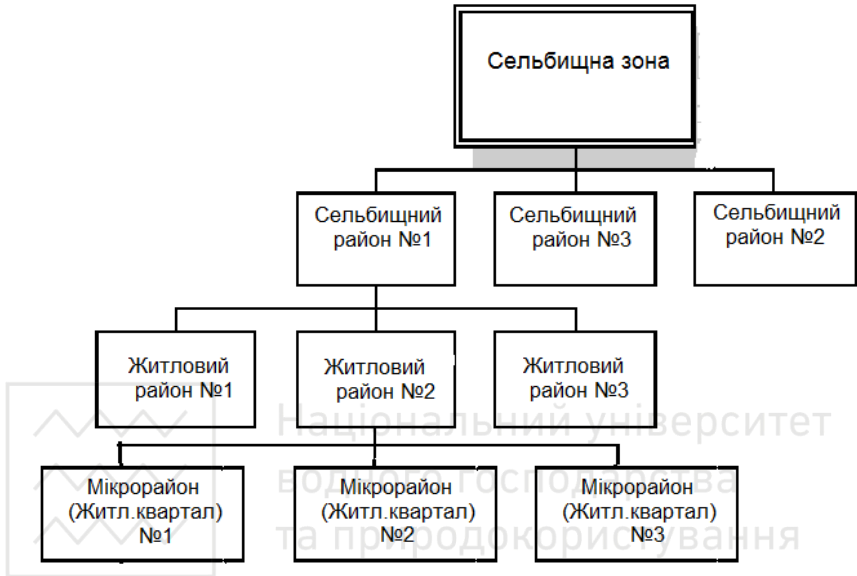 Сельбищна зона
Сельбищний
район №1
Сельбищний
район №3
Сельбищний
район №2
Житловий
район №1
Житловий
район №2
Житловий
район №3
Національний університет
водного господарства
та природокористування
Мікрорайон
(Житл.квартал)
№1
Мікрорайон
(Житл.квартал)
№2
Мікрорайон
(Житл.квартал)
№3